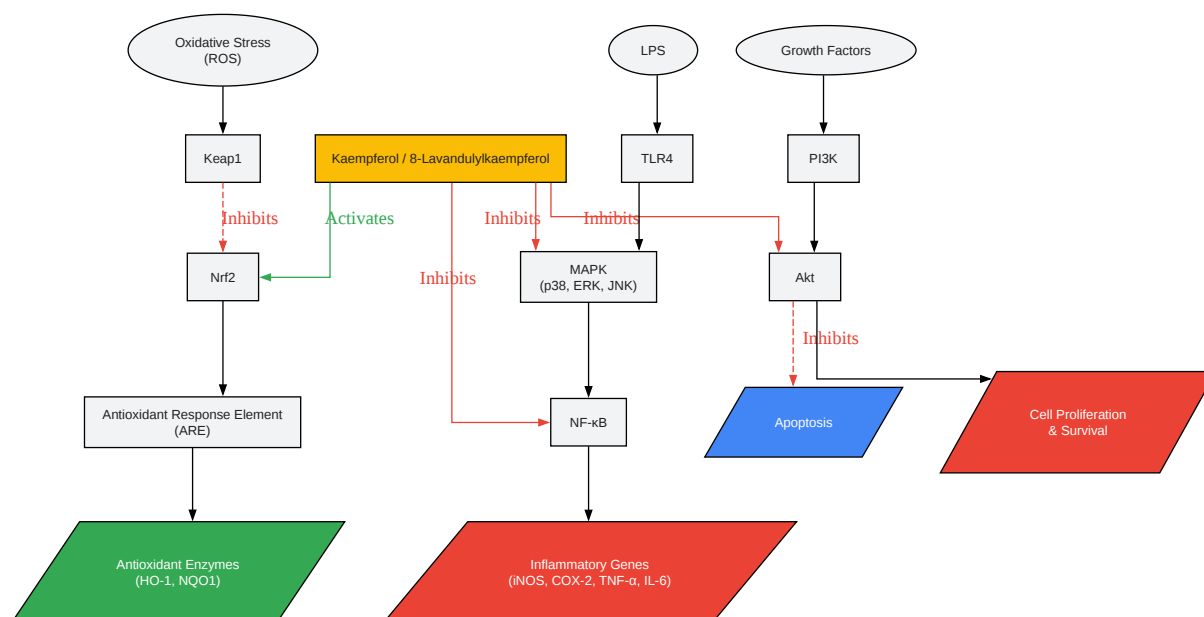 Oxidative Stress
(ROS)
LPS
Growth Factors
Keap1
Kaempferol / 8-Lavandulylkaempferol
TLR4
PI3K
Inhibits
Activates
Inhibits
Inhibits
Nrf2
Inhibits
MAPK
(p38, ERK, JNK)
Akt
Inhibits
Antioxidant Response Element
(ARE)
NF-κB
Apoptosis
Cell Proliferation
& Survival
Antioxidant Enzymes
(HO-1, NQO1)
Inflammatory Genes
(iNOS, COX-2, TNF-α, IL-6)